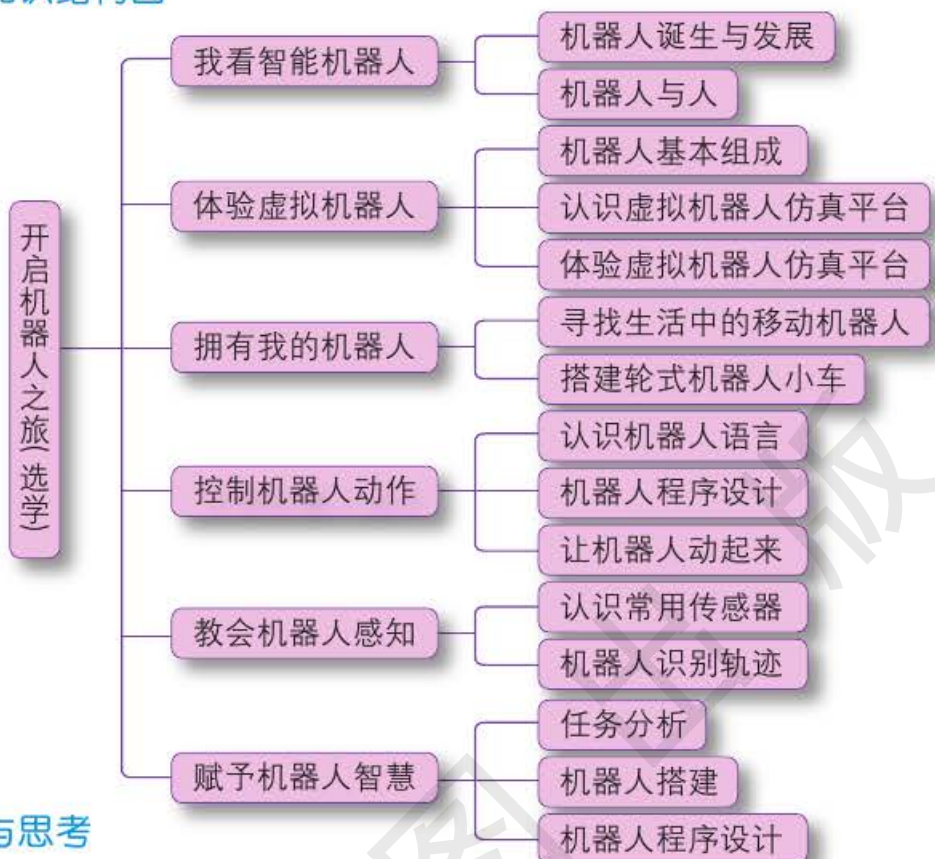 开启机器人之旅(选学)
我看智能机器人
机器人诞生与发展
机器人与人
体验虚拟机器人
机器人基本组成
认识虚拟机器人仿真平台
体验虚拟机器人仿真平台
拥有我的机器人
寻找生活中的移动机器人
搭建轮式机器人小车
控制机器人动作
认识机器人语言
机器人程序设计
让机器人动起来
教会机器人感知
认识常用传感器
机器人识别轨迹
赋予机器人智慧
任务分析
机器人搭建
机器人程序设计
与思考